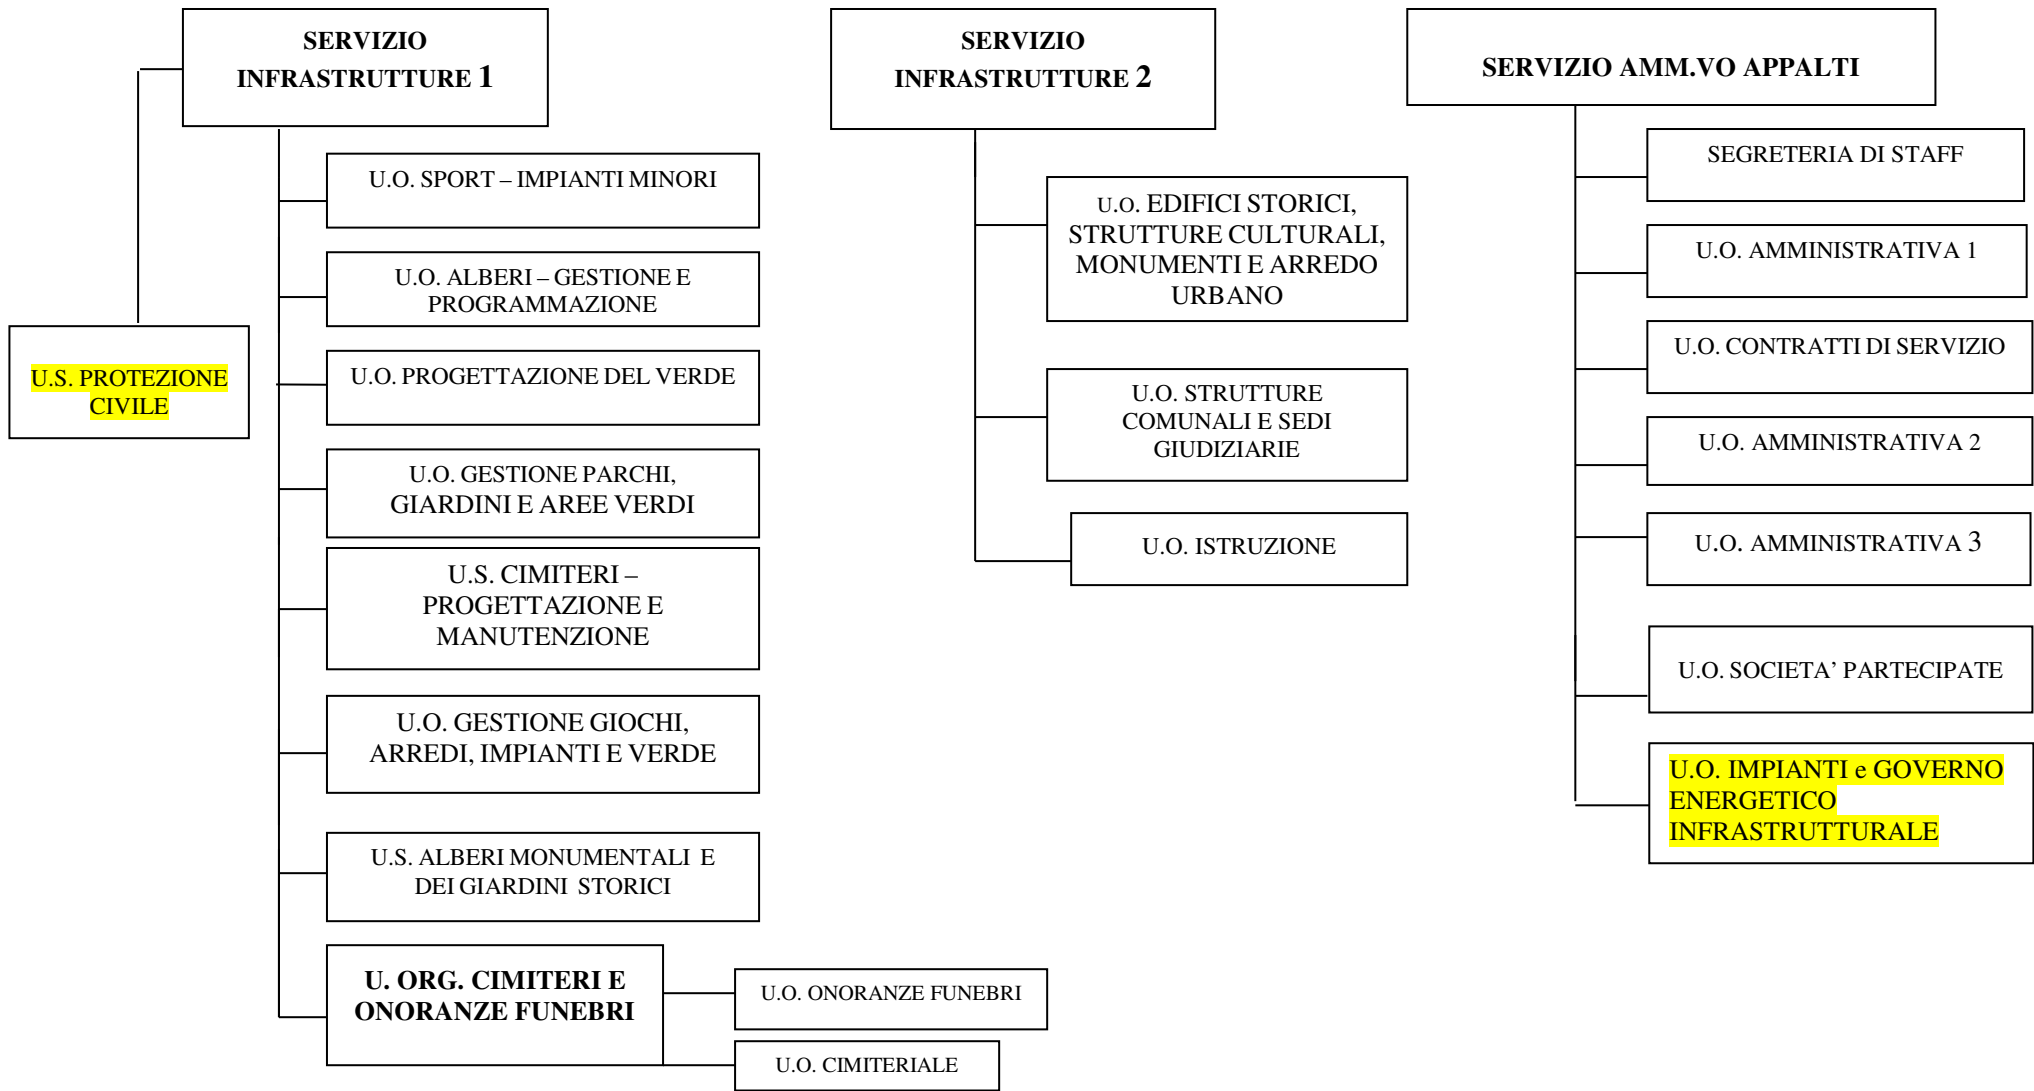 SERVIZIO
INFRASTRUTTURE 1
U.S. PROTEZIONE
CIVILE
U.O. SPORT – IMPIANTI MINORI
U.O. ALBERI – GESTIONE E
PROGRAMMAZIONE
U.O. PROGETTAZIONE DEL VERDE
U.O. GESTIONE PARCHI,
GIARDINI E AREE VERDI
U.S. CIMITERI –
PROGETTAZIONE E
MANUTENZIONE
U.O. GESTIONE GIOCHI,
ARREDI, IMPIANTI E VERDE
U.S. ALBERI MONUMENTALI E
DEI GIARDINI STORICI
U. ORG. CIMITERI E
ONORANZE FUNEBRI
U.O. ONORANZE FUNEBRI
U.O. CIMITERIALE
SERVIZIO
INFRASTRUTTURE 2
U.O. EDIFICI STORICI,
STRUTTURE CULTURALI,
MONUMENTI E ARREDO
URBANO
U.O. STRUTTURE
COMUNALI E SEDI
GIUDIZIARIE
U.O. ISTRUZIONE
SERVIZIO AMM.VO APPALTI
SEGRETERIA DI STAFF
U.O. AMMINISTRATIVA 1
U.O. CONTRATTI DI SERVIZIO
U.O. AMMINISTRATIVA 2
U.O. AMMINISTRATIVA 3
U.O. SOCIETA’ PARTECIPATE
U.O. IMPIANTI e GOVERNO
ENERGETICO
INFRASTRUTTURALE